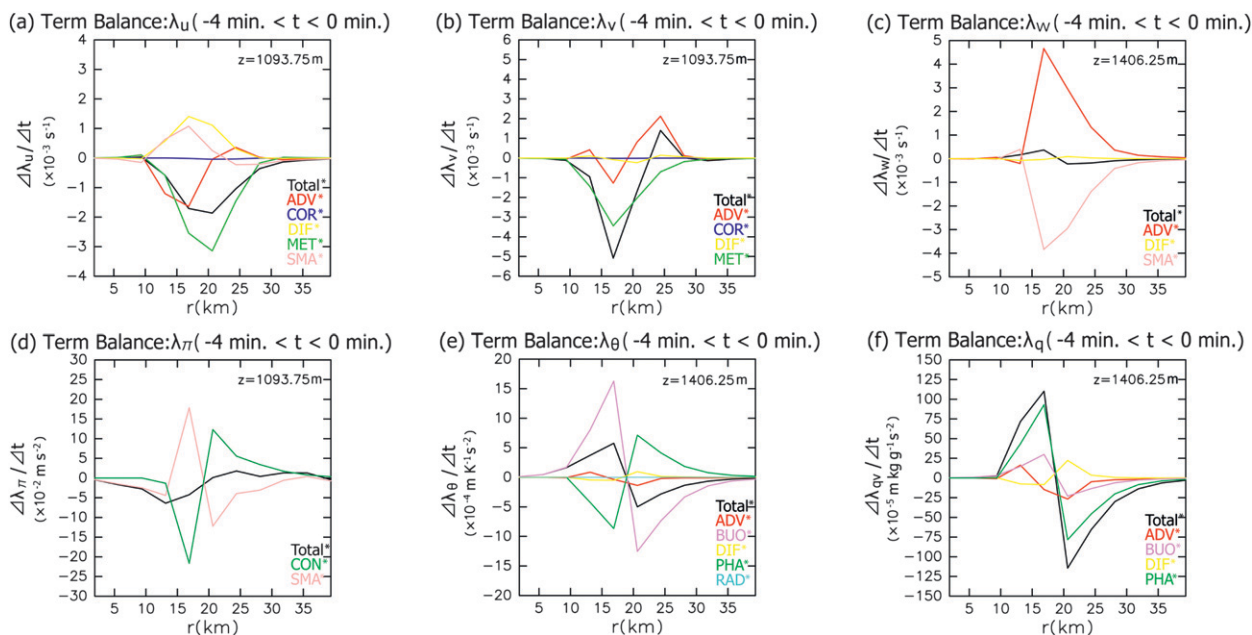 (a) Term Balance:λu( -4 min. < t < 0 min.)
z=1093.75m
Δλu/Δt
(×10-3 s-1)
4
3
2
1
0
-1
-2
-3
-4
Total*
ADV*
COR*
DIF*
MET*
SMA*
5 10 15 20 25 30 35
r(km)
(b) Term Balance:λv( -4 min. < t < 0 min.)
z=1093.75m
Δλv/Δt
(×10-3 s-1)
6
5
4
3
2
1
0
-1
-2
-3
-4
-5
-6
Total*
ADV*
COR*
DIF*
MET*
5 10 15 20 25 30 35
r(km)
(c) Term Balance:λw( -4 min. < t < 0 min.)
z=1406.25m
Δλw/Δt
(×10-3 s-1)
5
4
3
2
1
0
-1
-2
-3
4
5
Total*
ADV*
DIF*
SMA*
5 10 15 20 25 30 35
r(km)
(d) Term Balance:λπ( -4 min. < t < 0 min.)
z=1093.75m
Δλπ/Δt
(×10-2 m s-2)
30
25
20
15
10
5
0
-5
-10
-15
-20
-25
-30
Total*
CON*
SMA*
5 10 15 20 25 30 35
r(km)
(e) Term Balance:λθ( -4 min. < t < 0 min.)
z=1406.25m
Δλθ/Δt
(×10-4 m K-1s-2)
20
15
10
5
0
-5
-10
-15
-20
Total*
ADV*
BUO*
DIF*
PHA*
RAD*
5 10 15 20 25 30 35
r(km)
(f) Term Balance:λq( -4 min. < t < 0 min.)
z=1406.25m
Δλqv/Δt
(×10-5 m kg g-1s-2)
150
125
100
75
50
25
0
-25
-50
-75
-100
-125
-150
Total*
ADV*
BUO*
DIF*
PHA*
5 10 15 20 25 30 35
r(km)